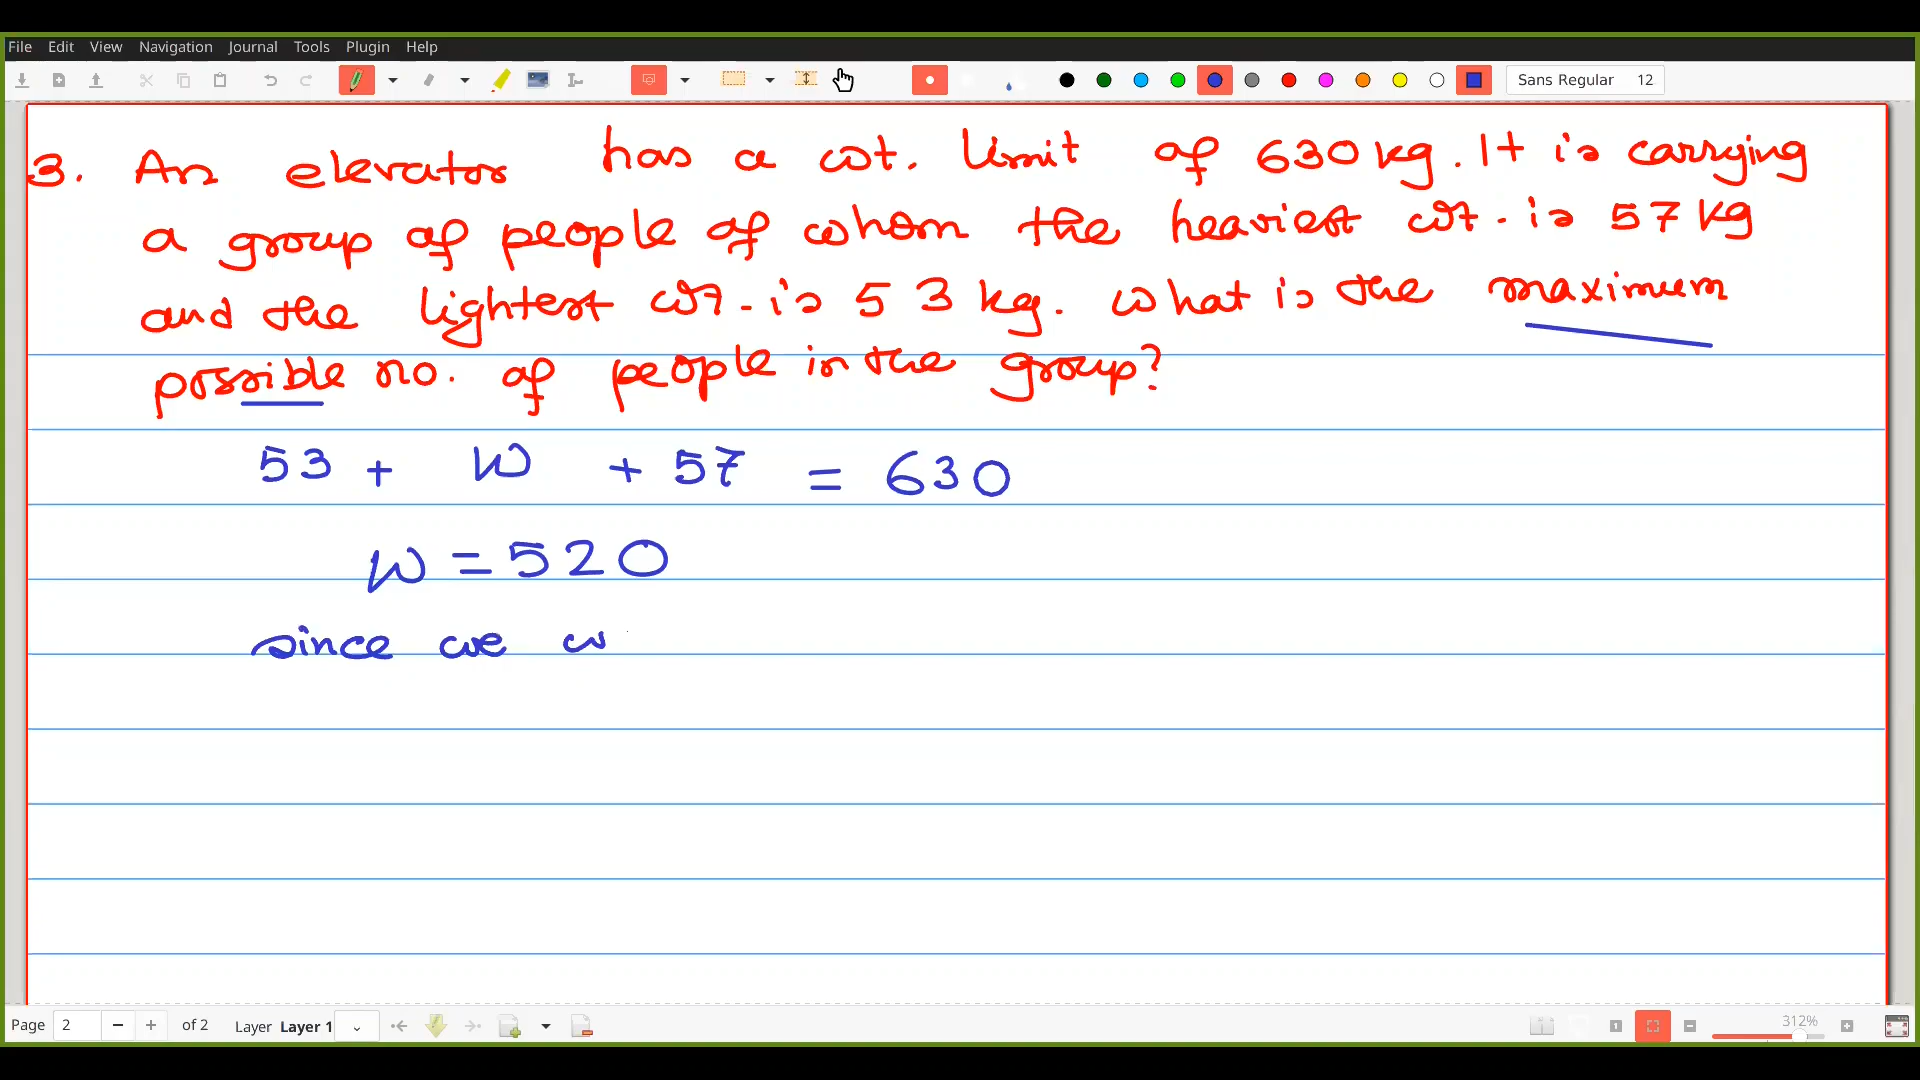 File Edit View Navigation Journal Tools Plugin Help
Sans Regular 12
3. An elevator has a wt. limit of 630 kg. It is carrying
a group of people of whom the heaviest wt. is 57 kg
and the lightest wt. is 53 kg. what is the maximum
possible no. of people in the group?
53 + W + 57 = 630
W = 520
since we w
Page 2 of 2 Layer Layer 1 312%